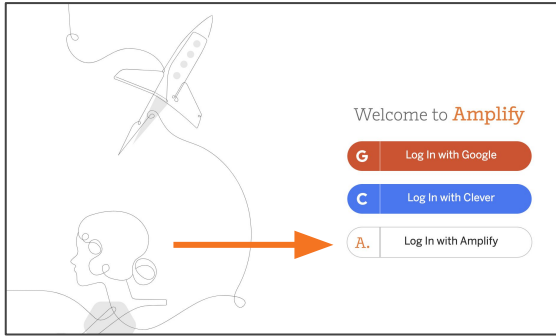 Welcome to Amplify
G Log In with Google
C Log In with Clever
A. Log In with Amplify